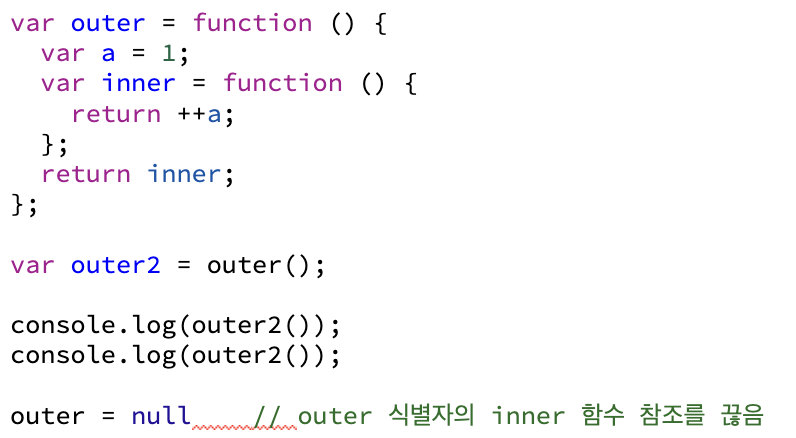 var outer = function () {
  var a = 1;
  var inner = function () {
    return ++a;
  };
  return inner;
};

var outer2 = outer();

console.log(outer2());
console.log(outer2());

outer = null    // outer 식별자의 inner 함수 참조를 끊음